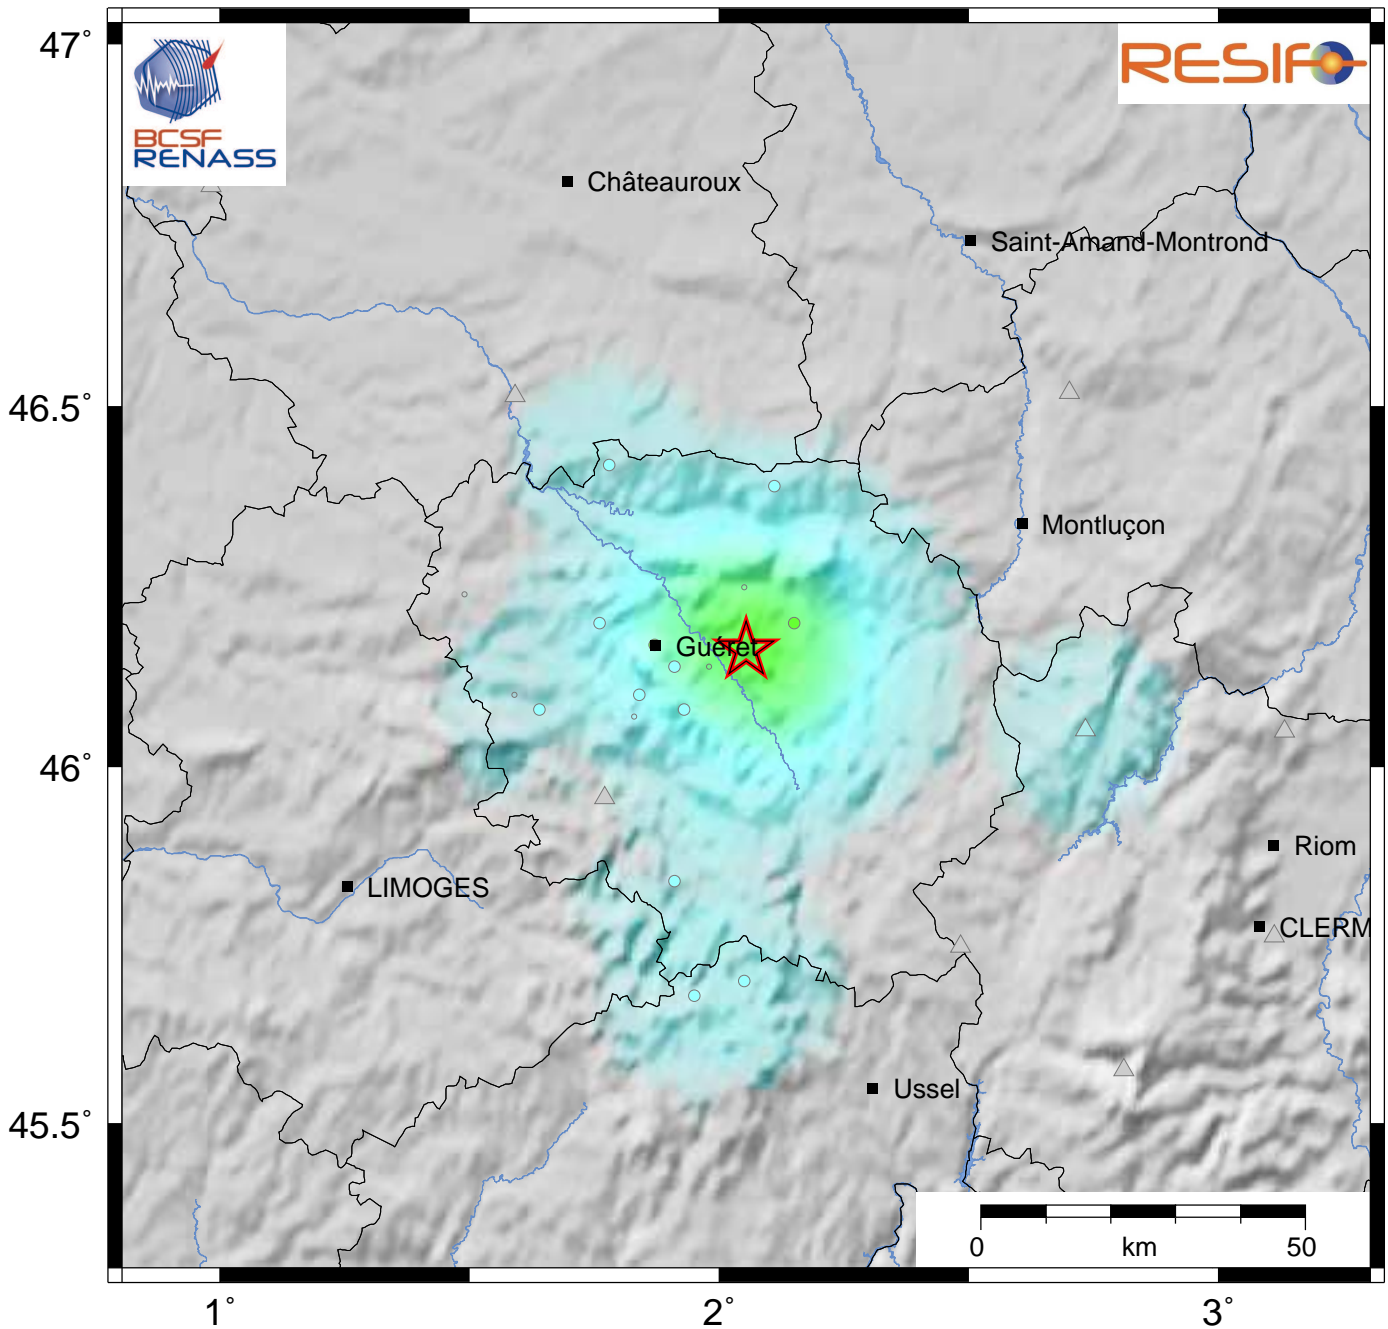 47°
BCSF
RENASS
RESIF
Châteauroux
Saint-Amand-Montrond
46.5
Montluçon
Guéret
46°
Riom
LIMOGES
CLERM
Ussel
45.5°
0 km 50
1° 2° 3°